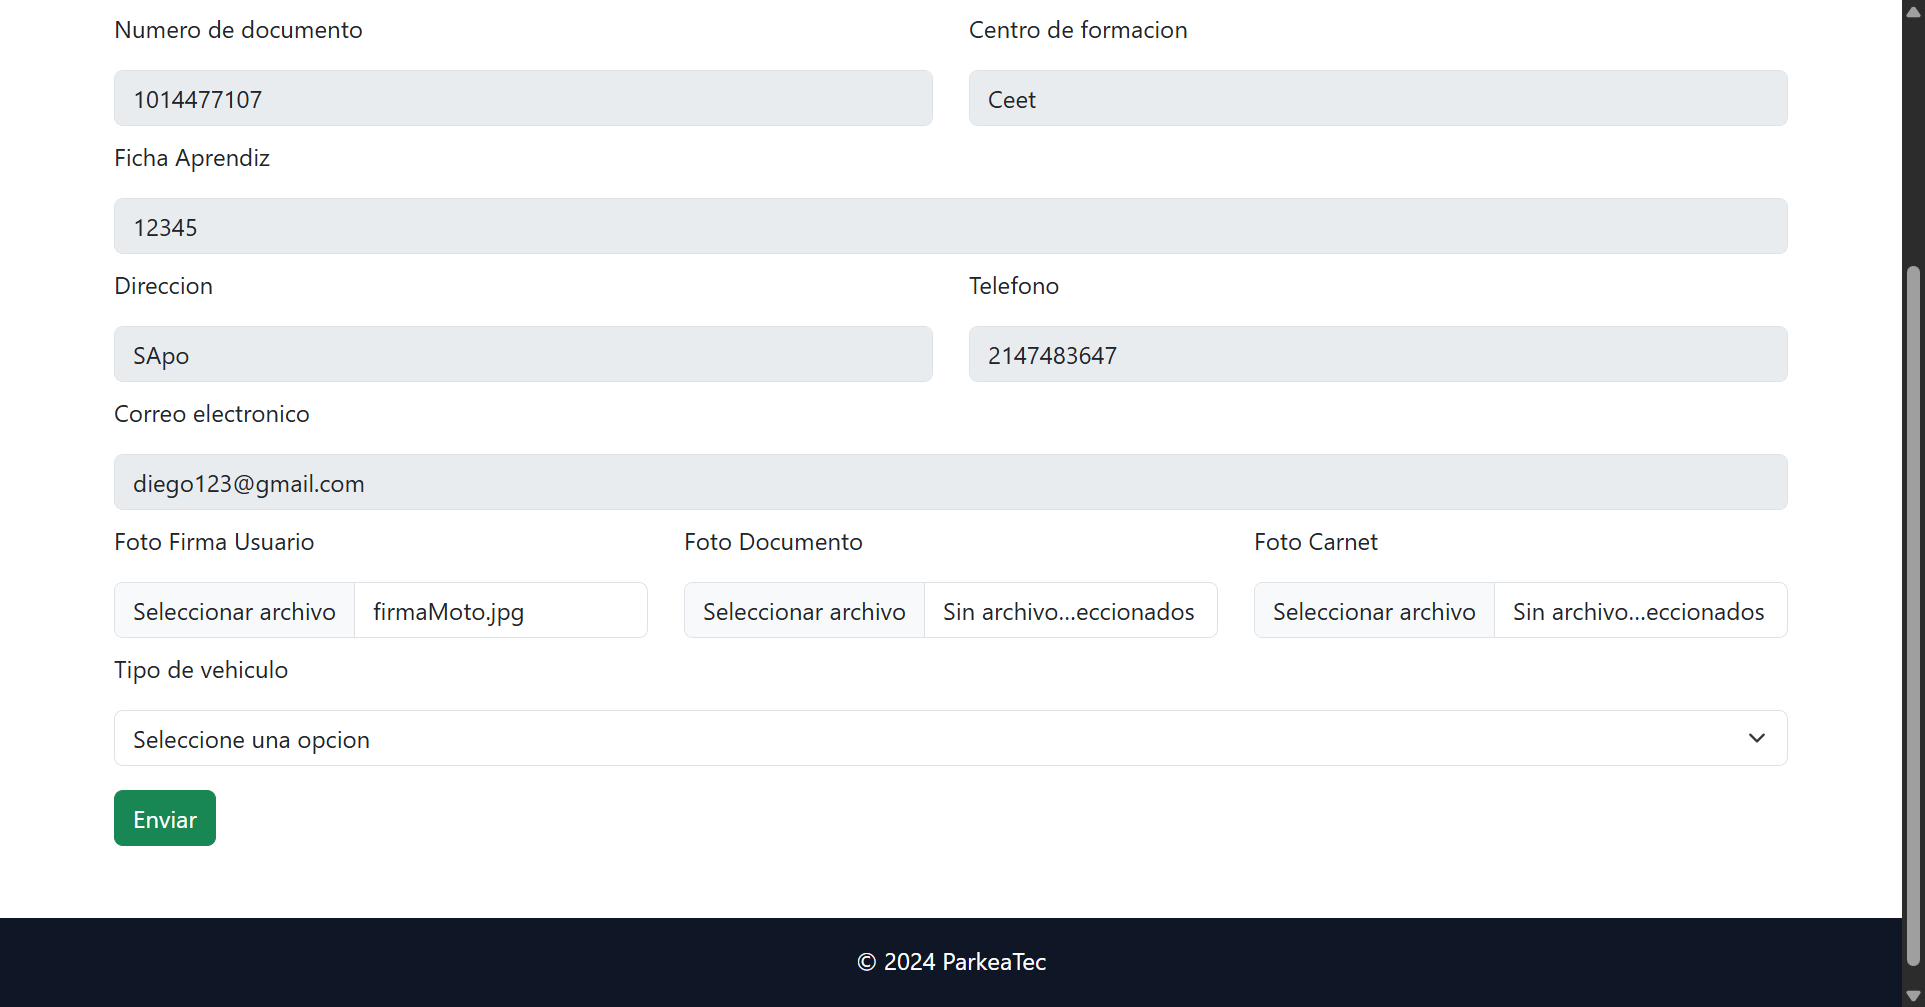 Numero de documento
Centro de formacion
1014477107
Ceet
Ficha Aprendiz
12345
Direccion
Telefono
SApo
2147483647
Correo electronico
diego123@gmail.com
Foto Firma Usuario
Foto Documento
Foto Carnet
Seleccionar archivo firmaMoto.jpg
Seleccionar archivo Sin archivo...eccionados
Seleccionar archivo Sin archivo...eccionados
Tipo de vehiculo
Seleccione una opcion
Enviar
© 2024 ParkeaTec